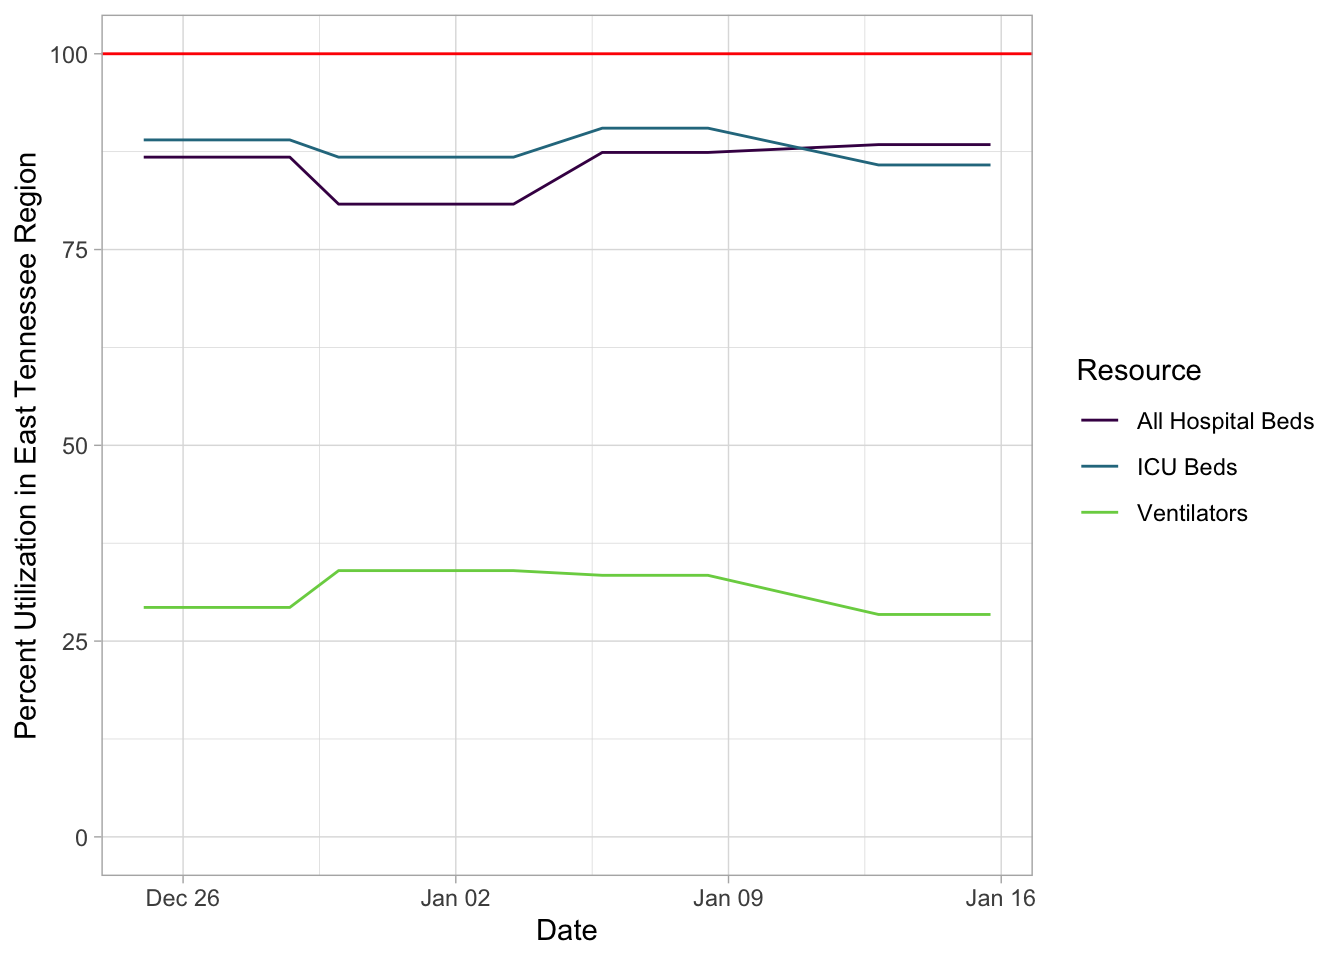 Percent Utilization in East Tennessee Region
100
75
50
25
0
Dec 26
Jan 02
Jan 09
Jan 16
Date
Resource
All Hospital Beds
ICU Beds
Ventilators